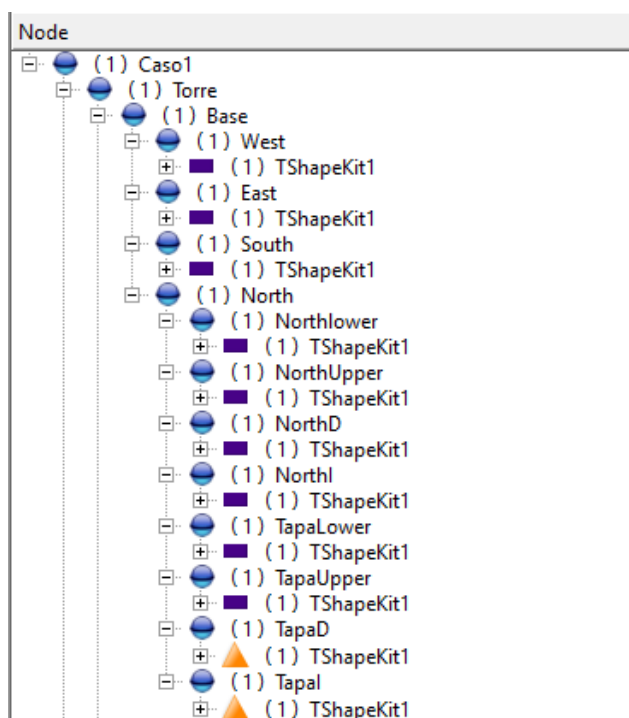 Node
(1) Caso1
(1) Torre
(1) Base
(1) West
(1) TShapeKit1
(1) East
(1) TShapeKit1
(1) South
(1) TShapeKit1
(1) North
(1) Northlower
(1) TShapeKit1
(1) NorthUpper
(1) TShapeKit1
(1) NorthD
(1) TShapeKit1
(1) NorthI
(1) TShapeKit1
(1) TapaLower
(1) TShapeKit1
(1) TapaUpper
(1) TShapeKit1
(1) TapaD
(1) TShapeKit1
(1) TapaI
(1) TShapeKit1